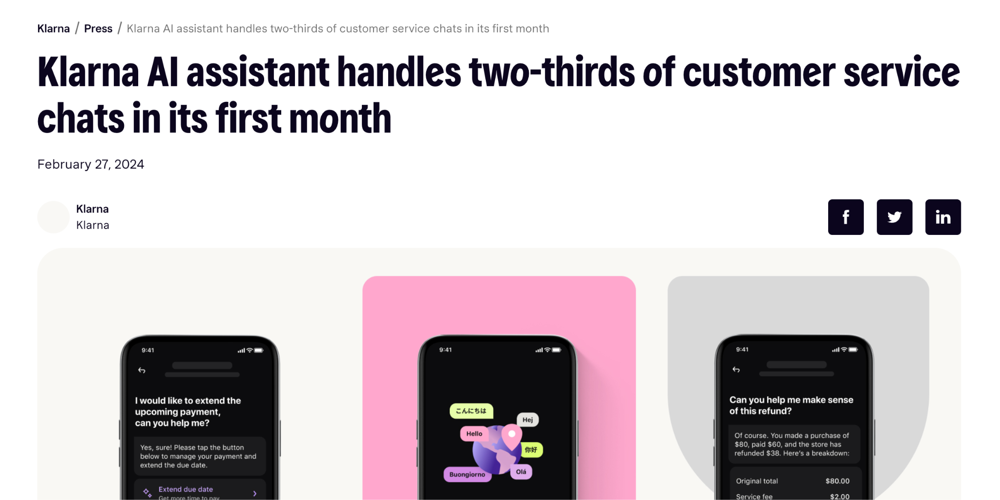 Klarna / Press / Klarna AI assistant handles two-thirds of customer service chats in its first month
Klarna AI assistant handles two-thirds of customer service
chats in its first month
February 27, 2024
Klarna
Klarna
f
in
9:41
I would like to extend the
upcoming payment,
can you help me?
Yes, sure! Please tap the button
below to manage your payment and
extend the due date.
Extend due date
Get more time to pay
9:41
こんにちは
Hej
Hello
你好
Buongiorno
Olá
9:41
Can you help me make sense
of this refund?
Of course. You made a purchase of
$80, paid $60, and the store has
refunded $38. Here's a breakdown:
Original total $80.00
Service fee $2.00